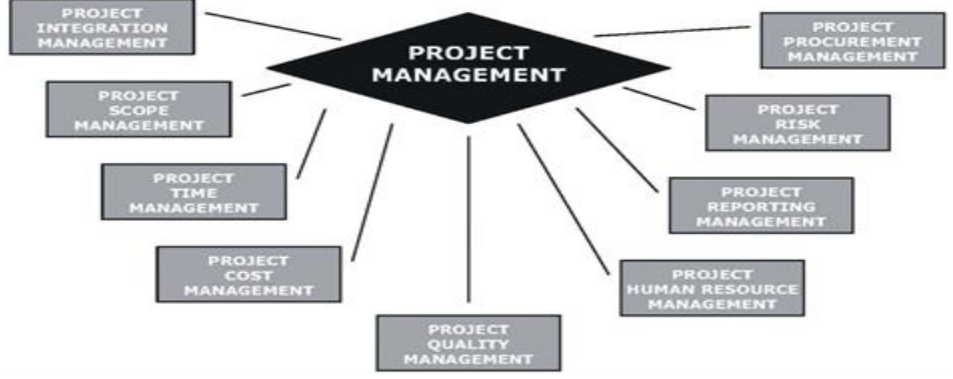 PROJECT
INTEGRATION
MANAGEMENT
PROJECT
MANAGEMENT
PROJECT
PROCUREMENT
MANAGEMENT
PROJECT
SCOPE
MANAGEMENT
PROJECT
RISK
MANAGEMENT
PROJECT
TIME
MANAGEMENT
PROJECT
REPORTING
MANAGEMENT
PROJECT
COST
MANAGEMENT
PROJECT
HUMAN RESOURCE
MANAGEMENT
PROJECT
QUALITY
MANAGEMENT